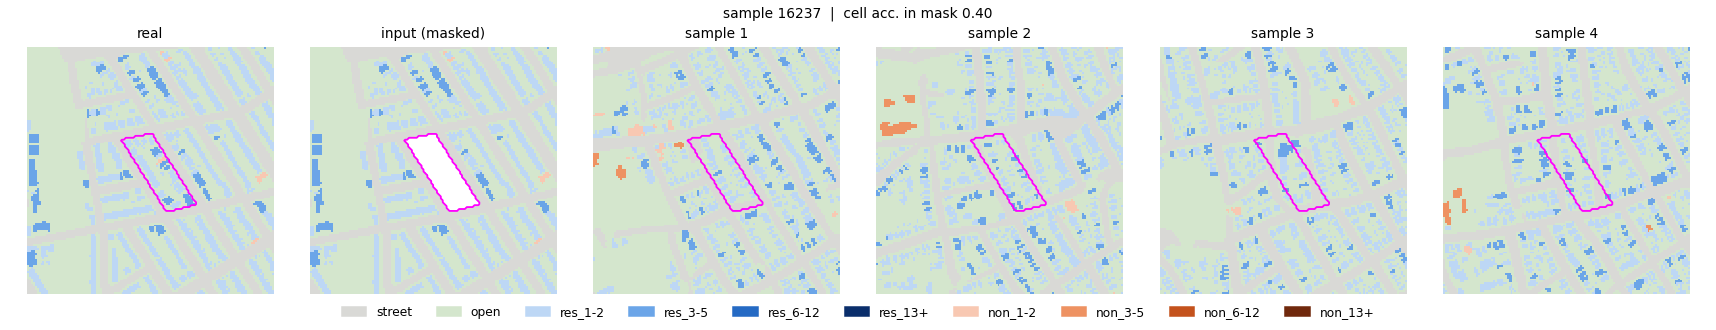 sample 16237 | cell acc. in mask 0.40
real
input (masked)
sample 1
sample 2
sample 3
sample 4
street
open
res_1-2
res_3-5
res_6-12
res_13+
non_1-2
non_3-5
non_6-12
non_13+